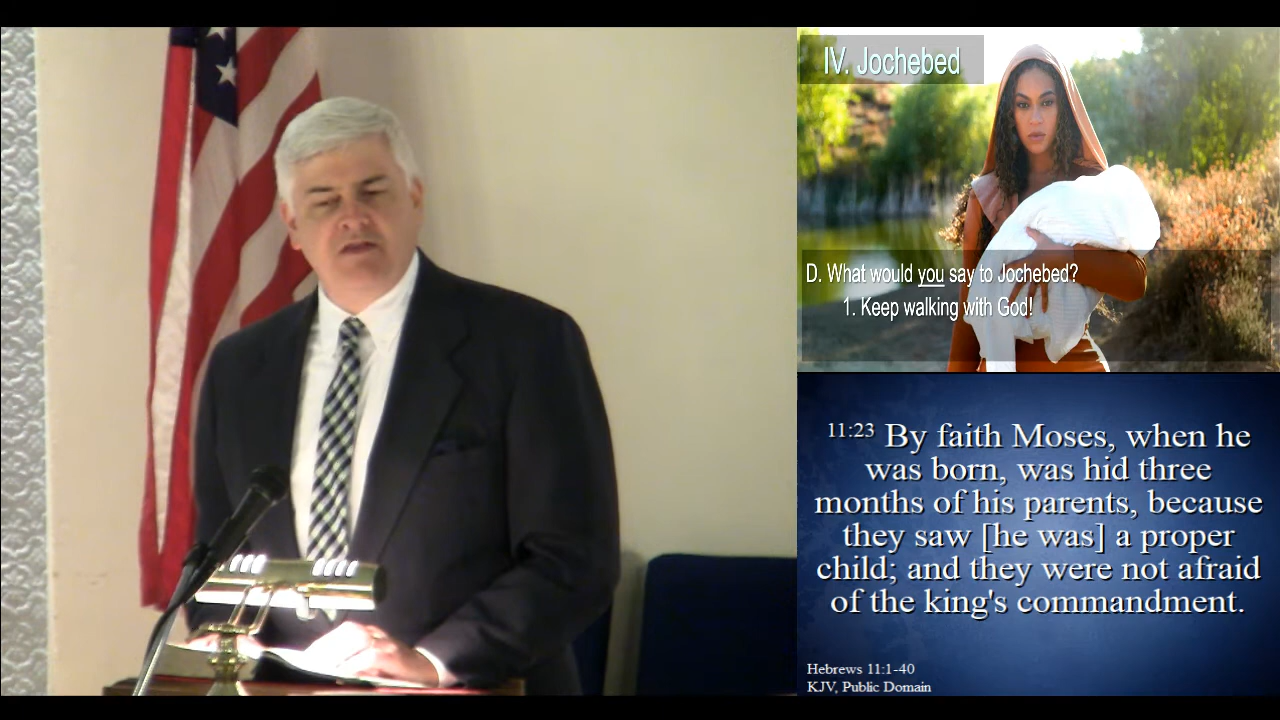 IV. Jochebed
D. What would you say to Jochebed?
1. Keep walking with God!
11:23 By faith Moses, when he
was born, was hid three
months of his parents, because
they saw [he was] a proper
child; and they were not afraid
of the king's commandment.
Hebrews 11:1-40
KJV, Public Domain